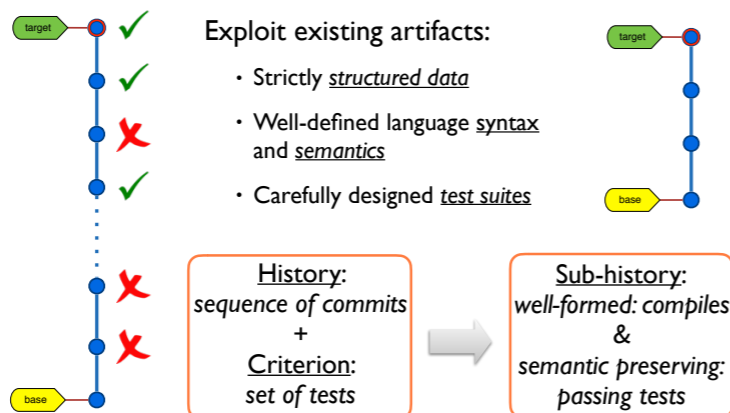 target
Exploit existing artifacts:
target
• Strictly structured data
• Well-defined language syntax
and semantics
• Carefully designed test suites
base
History:
sequence of commits
+
Criterion:
set of tests
Sub-history:
well-formed: compiles
&
semantic preserving:
passing tests
base